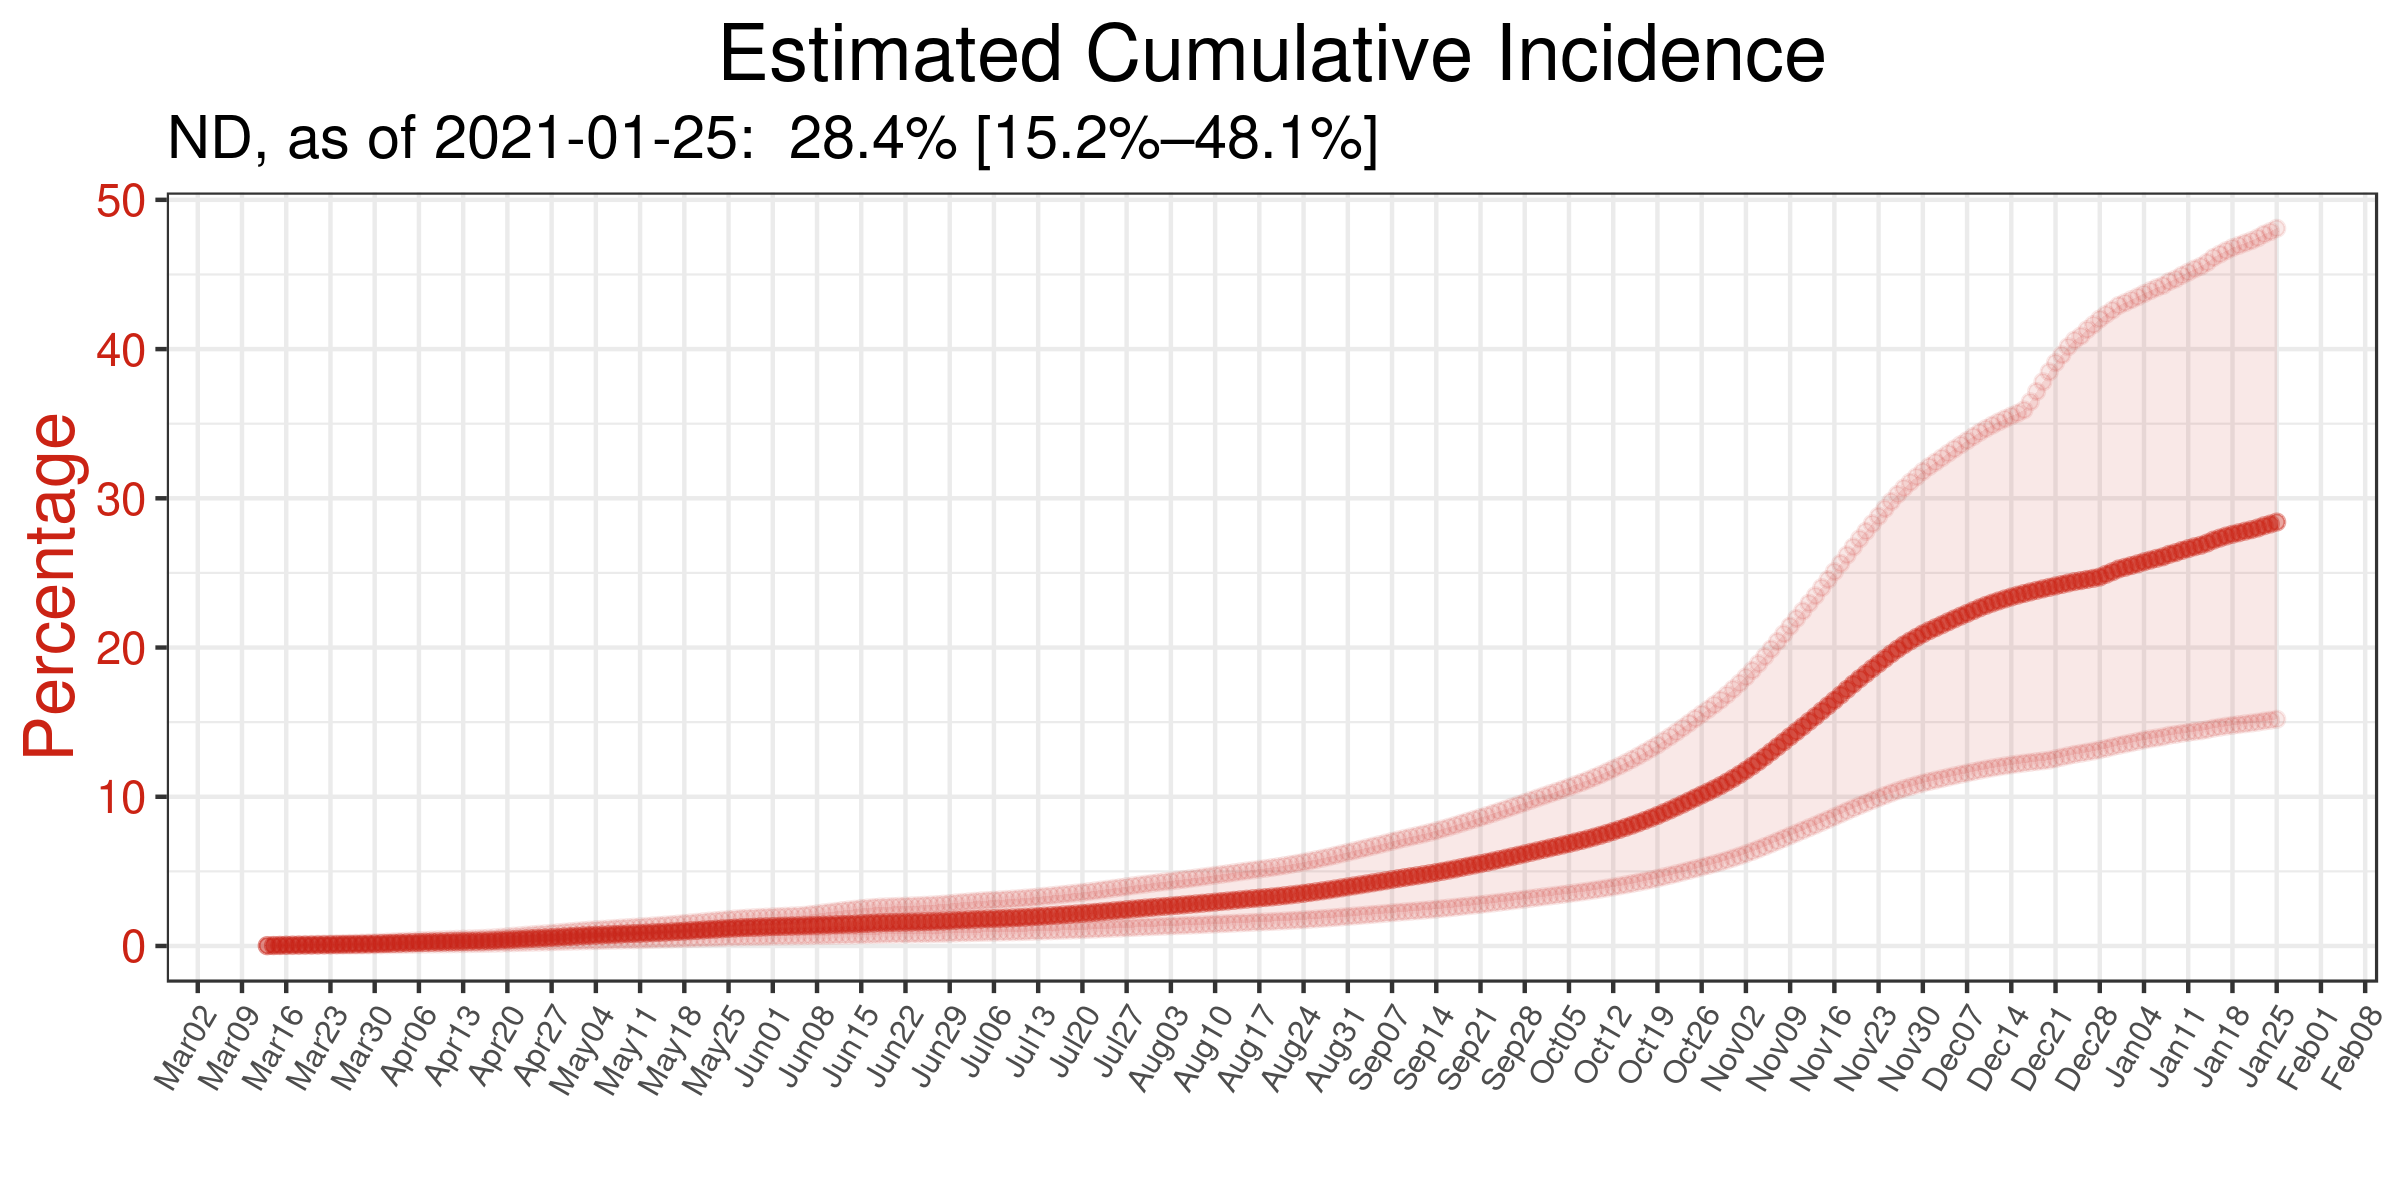 Estimated Cumulative Incidence
ND, as of 2021-01-25:  28.4% [15.2%–48.1%]
Percentage
50
40
30
20
10
0
Mar02
Mar09
Mar16
Mar23
Mar30
Apr06
Apr13
Apr20
Apr27
May04
May11
May18
May25
Jun01
Jun08
Jun15
Jun22
Jun29
Jul06
Jul13
Jul20
Jul27
Aug03
Aug10
Aug17
Aug24
Aug31
Sep07
Sep14
Sep21
Sep28
Oct05
Oct12
Oct19
Oct26
Nov02
Nov09
Nov16
Nov23
Nov30
Dec07
Dec14
Dec21
Dec28
Jan04
Jan11
Jan18
Jan25
Feb01
Feb08